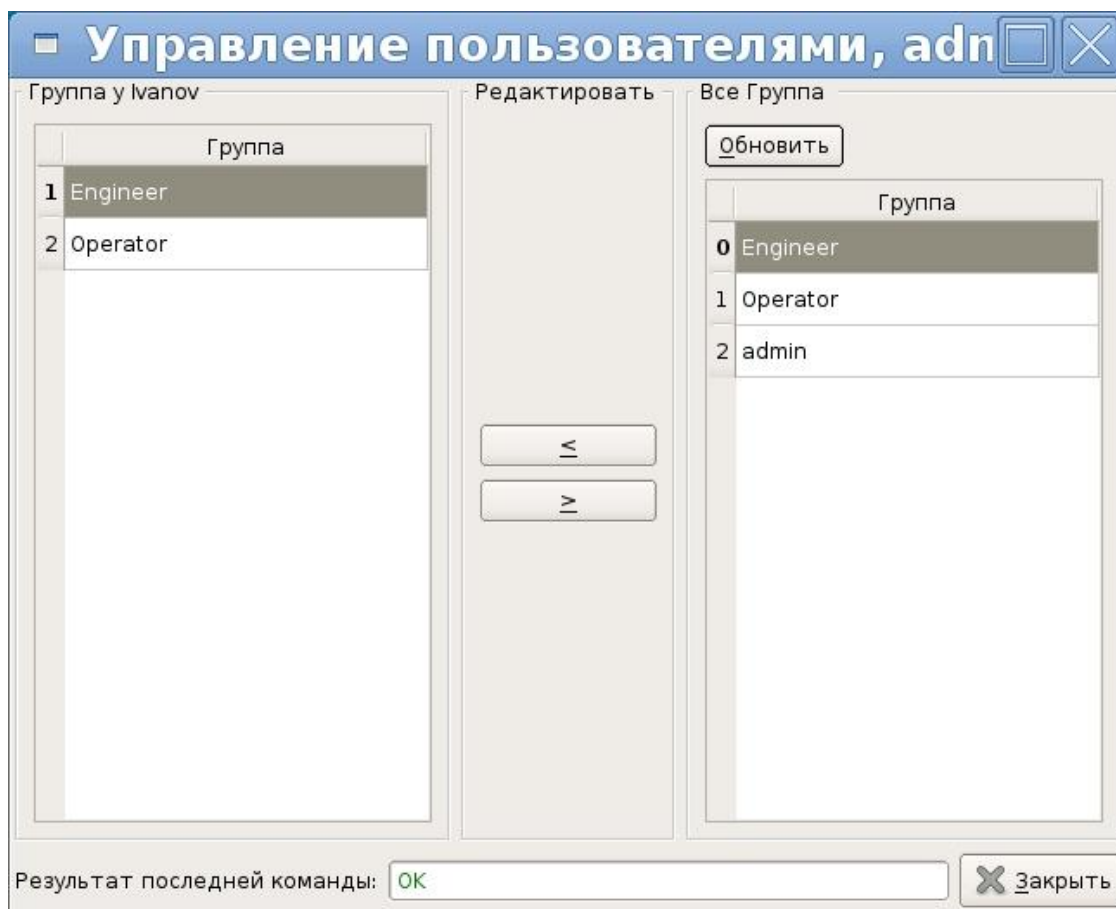 Управление пользователями, adm
Группа у Ivanov
Группа
1 Engineer
2 Operator
Редактировать
≤
≥
Все Группа
Обновить
Группа
0 Engineer
1 Operator
2 admin
Результат последней команды: OK
Закрыть